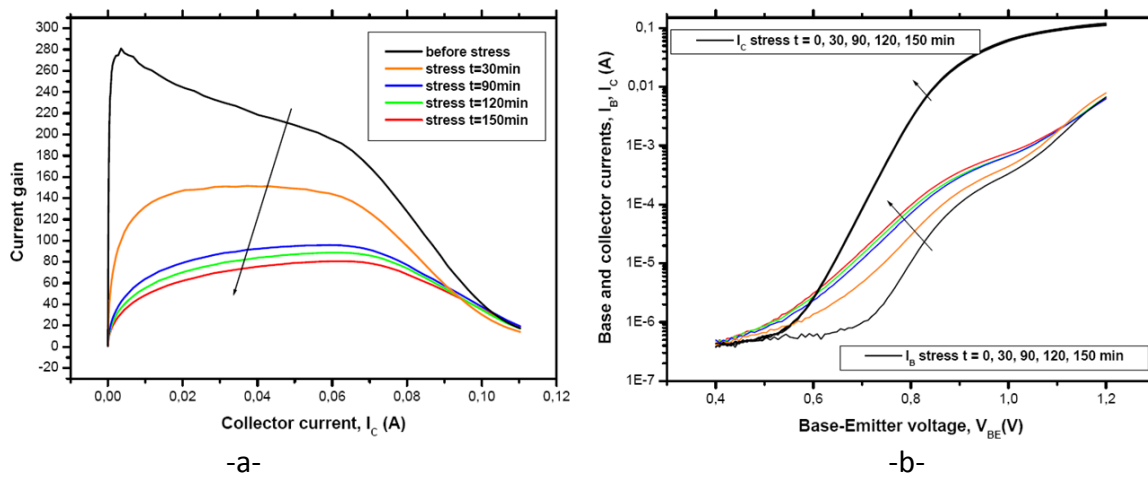 300
280
260
240
220
200
180
160
140
120
100
80
60
40
20
0
-20
Current gain
before stress
stress t=30min
stress t=90min
stress t=120min
stress t=150min
0,00 0,02 0,04 0,06 0,08 0,10 0,12
Collector current, I_C (A)
-a-
0,1
0,01
1E-3
1E-4
1E-5
1E-6
1E-7
Base and collector currents, I_B, I_C (A)
I_C stress t = 0, 30, 90, 120, 150 min
I_B stress t = 0, 30, 90, 120, 150 min
0,4 0,6 0,8 1,0 1,2
Base-Emitter voltage, V_BE(V)
-b-